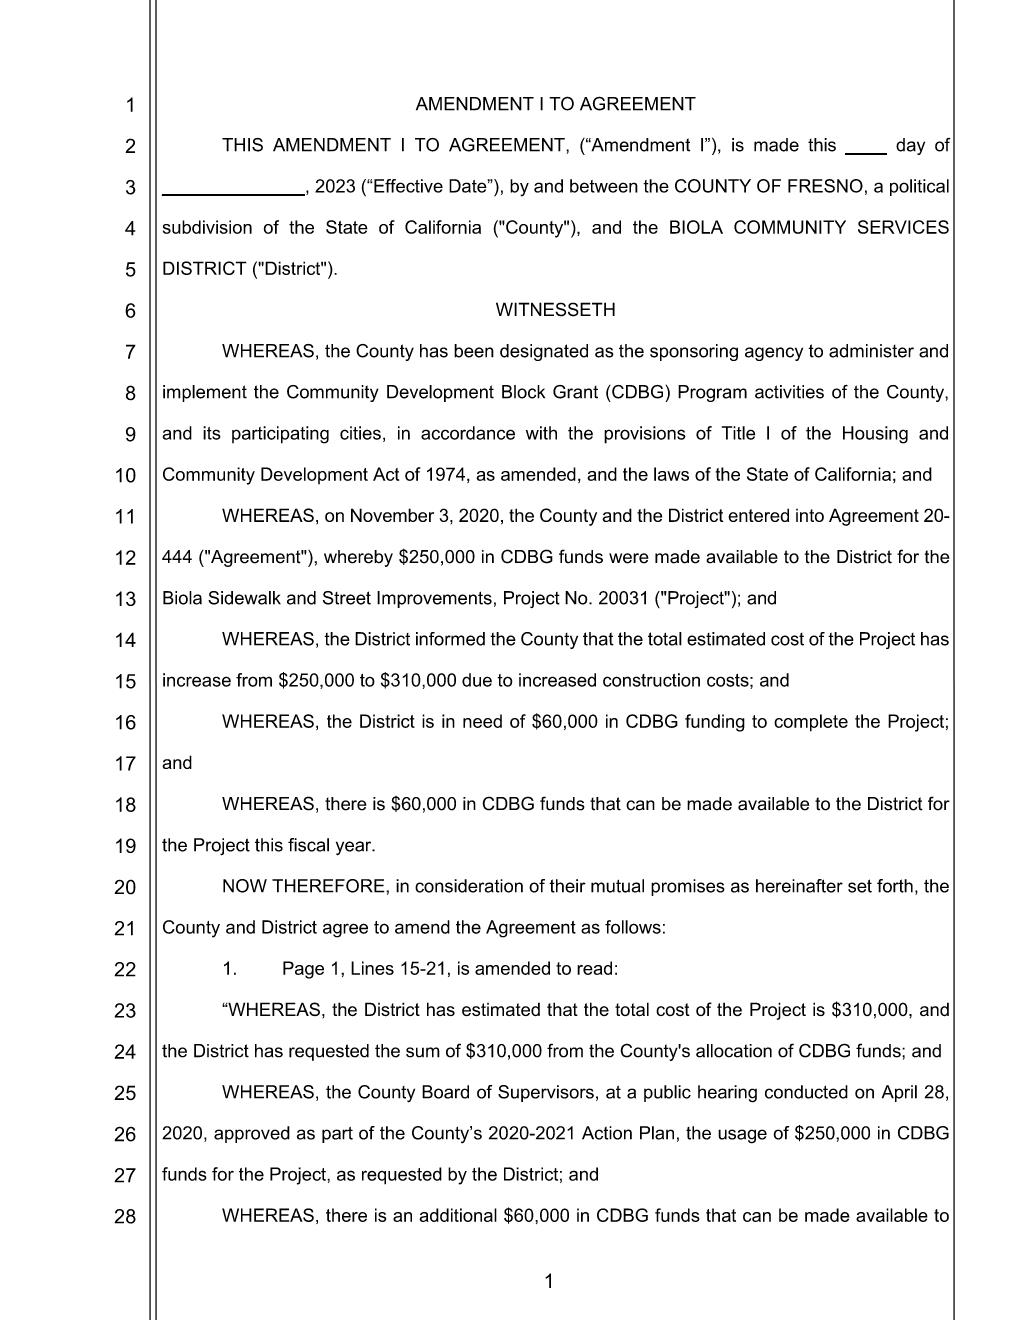 1 AMENDMENT I TO AGREEMENT
2 THIS AMENDMENT I TO AGREEMENT, (“Amendment I”), is made this ____ day of
3 ______________, 2023 (“Effective Date”), by and between the COUNTY OF FRESNO, a political
4 subdivision of the State of California ("County"), and the BIOLA COMMUNITY SERVICES
5 DISTRICT ("District").
6 WITNESSETH
7 WHEREAS, the County has been designated as the sponsoring agency to administer and
8 implement the Community Development Block Grant (CDBG) Program activities of the County,
9 and its participating cities, in accordance with the provisions of Title I of the Housing and
10 Community Development Act of 1974, as amended, and the laws of the State of California; and
11 WHEREAS, on November 3, 2020, the County and the District entered into Agreement 20-
12 444 ("Agreement"), whereby $250,000 in CDBG funds were made available to the District for the
13 Biola Sidewalk and Street Improvements, Project No. 20031 ("Project"); and
14 WHEREAS, the District informed the County that the total estimated cost of the Project has
15 increase from $250,000 to $310,000 due to increased construction costs; and
16 WHEREAS, the District is in need of $60,000 in CDBG funding to complete the Project;
17 and
18 WHEREAS, there is $60,000 in CDBG funds that can be made available to the District for
19 the Project this fiscal year.
20 NOW THEREFORE, in consideration of their mutual promises as hereinafter set forth, the
21 County and District agree to amend the Agreement as follows:
22 1. Page 1, Lines 15-21, is amended to read:
23 “WHEREAS, the District has estimated that the total cost of the Project is $310,000, and
24 the District has requested the sum of $310,000 from the County's allocation of CDBG funds; and
25 WHEREAS, the County Board of Supervisors, at a public hearing conducted on April 28,
26 2020, approved as part of the County’s 2020-2021 Action Plan, the usage of $250,000 in CDBG
27 funds for the Project, as requested by the District; and
28 WHEREAS, there is an additional $60,000 in CDBG funds that can be made available to
1